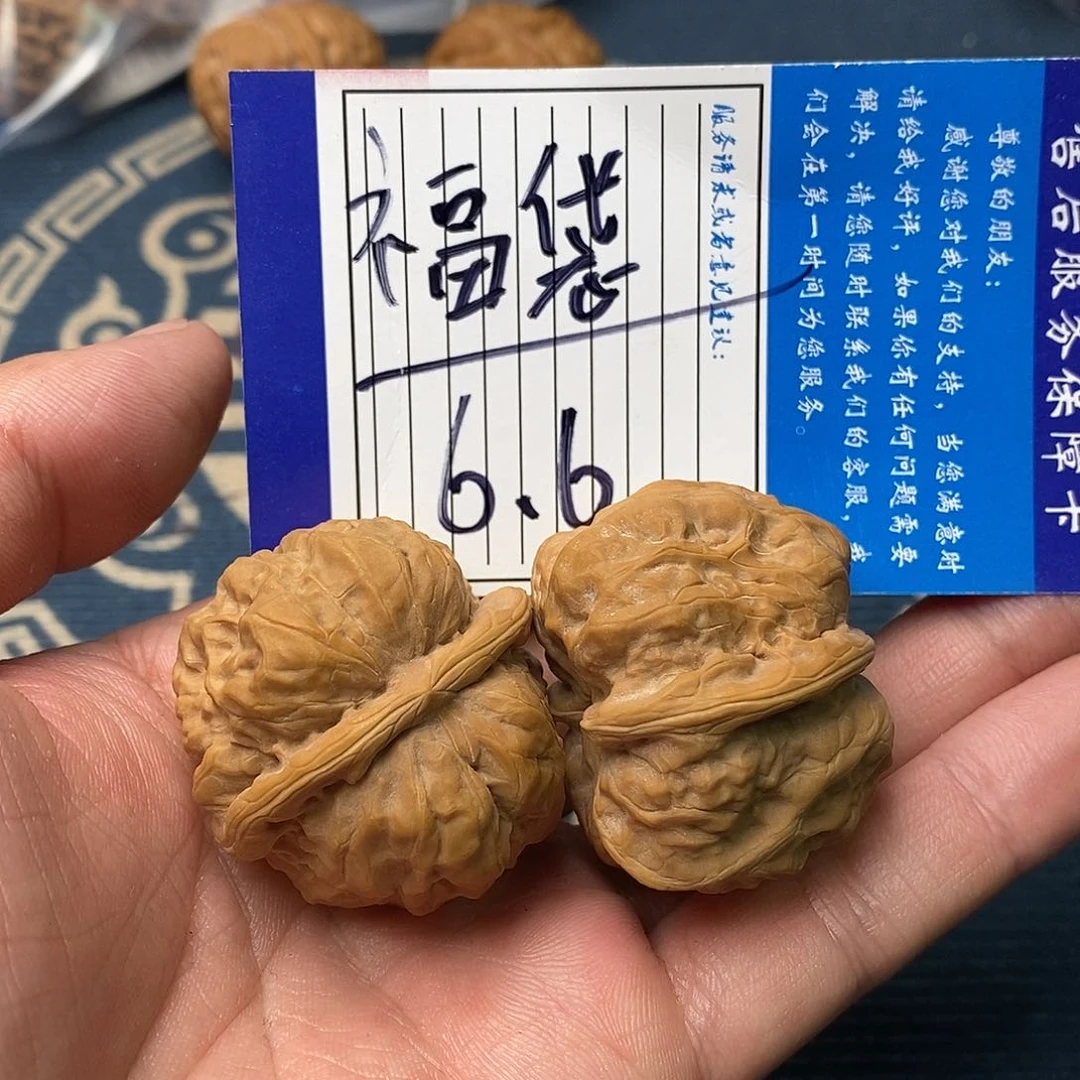 售后服务保障卡
尊敬的朋友：
感谢您对我们的支持，当您满意时
请给我好评，如果你有任何问题需要
解决，请您随时联系我们的客服，我
们会在第一时间为您服务。
服务请求或者意见建议：
福袋
6.6